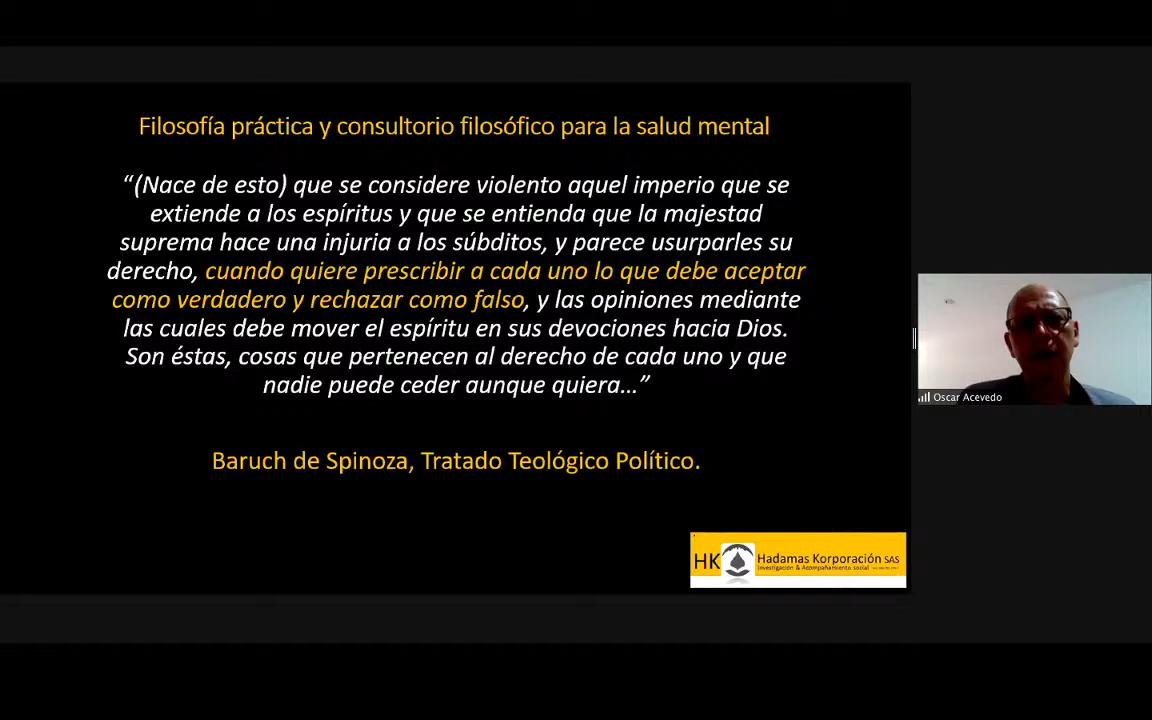 Filosofía práctica y consultorio filosófico para la salud mental
“(Nace de esto) que se considere violento aquel imperio que se
extiende a los espíritus y que se entienda que la majestad
suprema hace una injuria a los súbditos, y parece usurparles su
derecho, cuando quiere prescribir a cada uno lo que debe aceptar
como verdadero y rechazar como falso, y las opiniones mediante
las cuales debe mover el espíritu en sus devociones hacia Dios.
Son éstas, cosas que pertenecen al derecho de cada uno y que
nadie puede ceder aunque quiera...”
Baruch de Spinoza, Tratado Teológico Político.
Oscar Acevedo
HK
Hadamas Korporación SAS
Investigación & Acompañamiento social